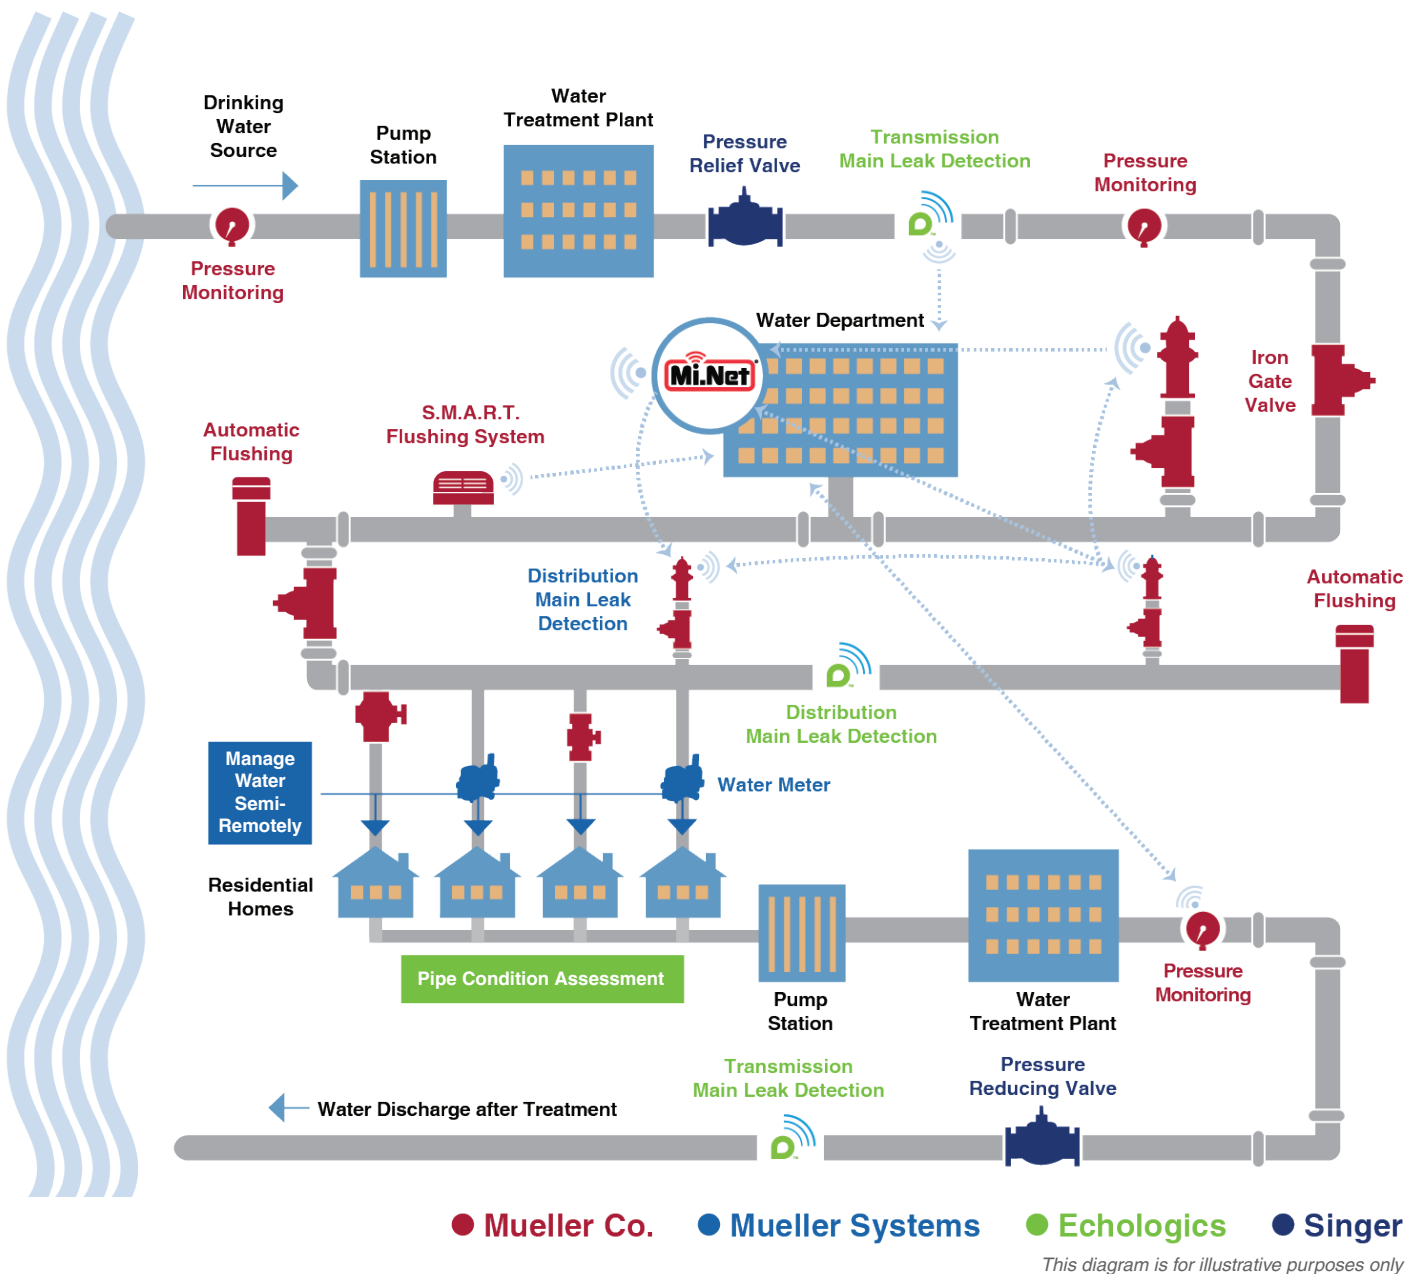 Drinking
Water
Source
Pump
Station
Water
Treatment Plant
Pressure
Relief Valve
Transmission
Main Leak Detection
Pressure
Monitoring
Pressure
Monitoring
Water Department
Mi.Net
Iron
Gate
Valve
S.M.A.R.T.
Flushing System
Automatic
Flushing
Distribution
Main Leak
Detection
Automatic
Flushing
Distribution
Main Leak Detection
Manage
Water
Semi-
Remotely
Water Meter
Residential
Homes
Pipe Condition Assessment
Pump
Station
Water
Treatment Plant
Pressure
Monitoring
Transmission
Main Leak Detection
Pressure
Reducing Valve
Water Discharge after Treatment
Mueller Co.
Mueller Systems
Echologics
Singer
This diagram is for illustrative purposes only